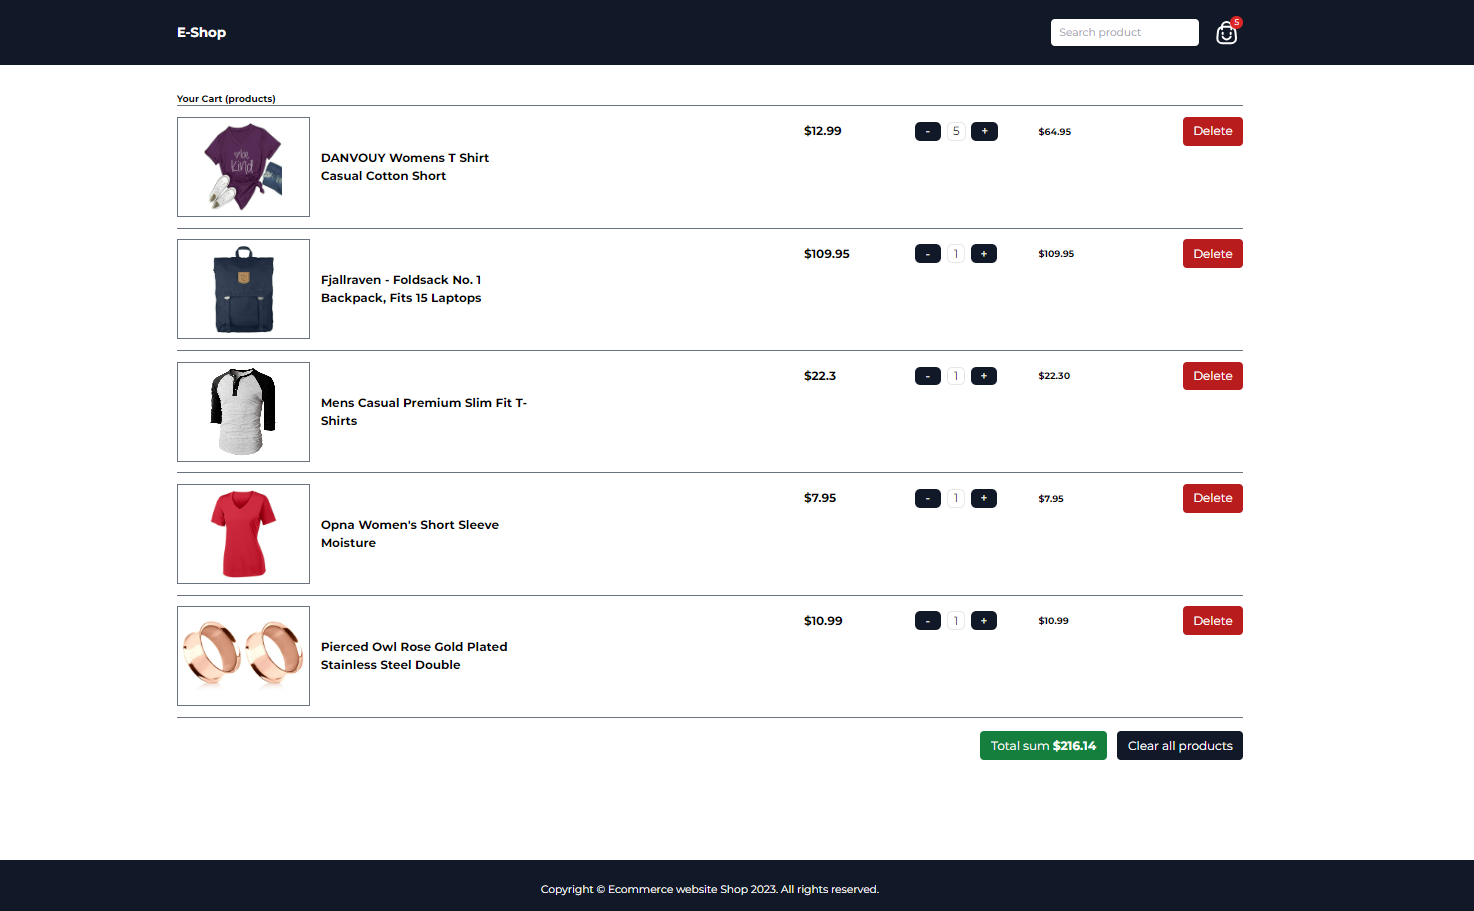 E-Shop
Search product
5
Your Cart (products)
be
kind.
DANVOUY Womens T Shirt
Casual Cotton Short
$12.99
- 5 +
$64.95
Delete
Fjallraven - Foldsack No. 1
Backpack, Fits 15 Laptops
$109.95
- 1 +
$109.95
Delete
Mens Casual Premium Slim Fit T-
Shirts
$22.3
- 1 +
$22.30
Delete
Opna Women's Short Sleeve
Moisture
$7.95
- 1 +
$7.95
Delete
Pierced Owl Rose Gold Plated
Stainless Steel Double
$10.99
- 1 +
$10.99
Delete
Total sum $216.14
Clear all products
Copyright © Ecommerce website Shop 2023. All rights reserved.